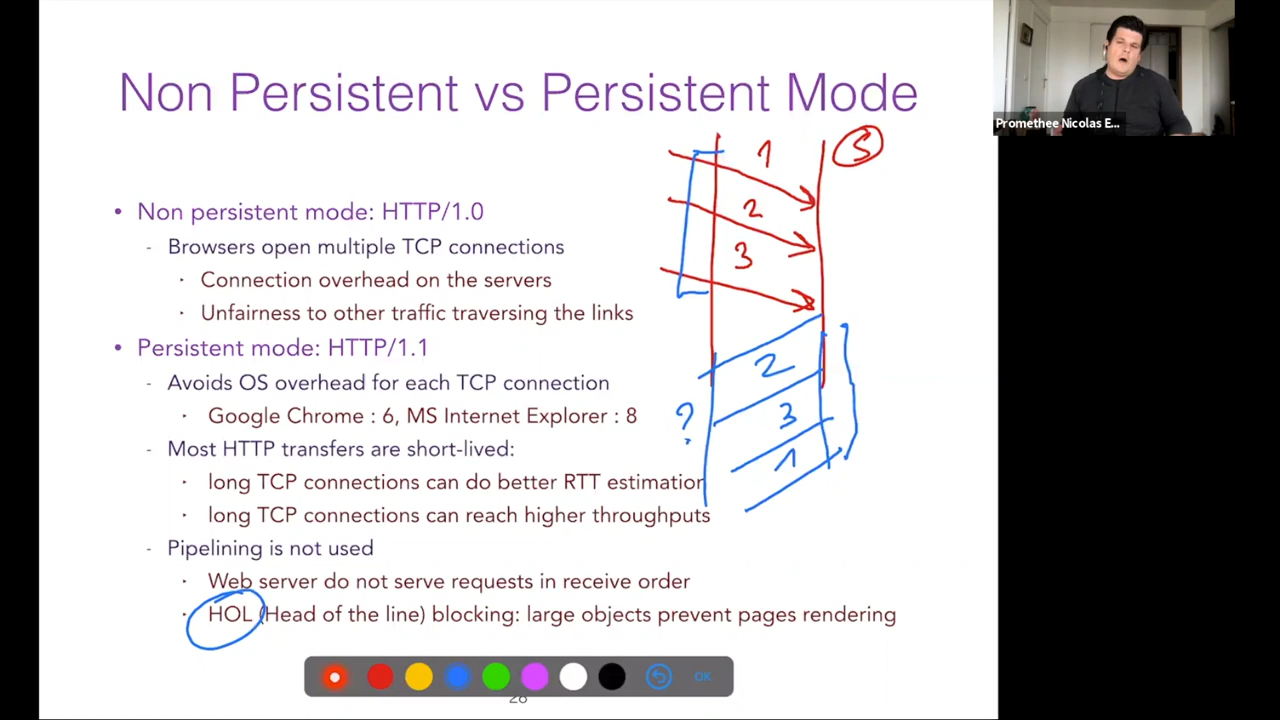 Non Persistent vs Persistent Mode
Promethee Nicolas E...
S
1
2
3
• Non persistent mode: HTTP/1.0
- Browsers open multiple TCP connections
· Connection overhead on the servers
· Unfairness to other traffic traversing the links
• Persistent mode: HTTP/1.1
- Avoids OS overhead for each TCP connection
2
· Google Chrome : 6, MS Internet Explorer : 8
? 3
- Most HTTP transfers are short-lived:
1
· long TCP connections can do better RTT estimation
· long TCP connections can reach higher throughputs
- Pipelining is not used
· Web server do not serve requests in receive order
· HOL (Head of the line) blocking: large objects prevent pages rendering
OK